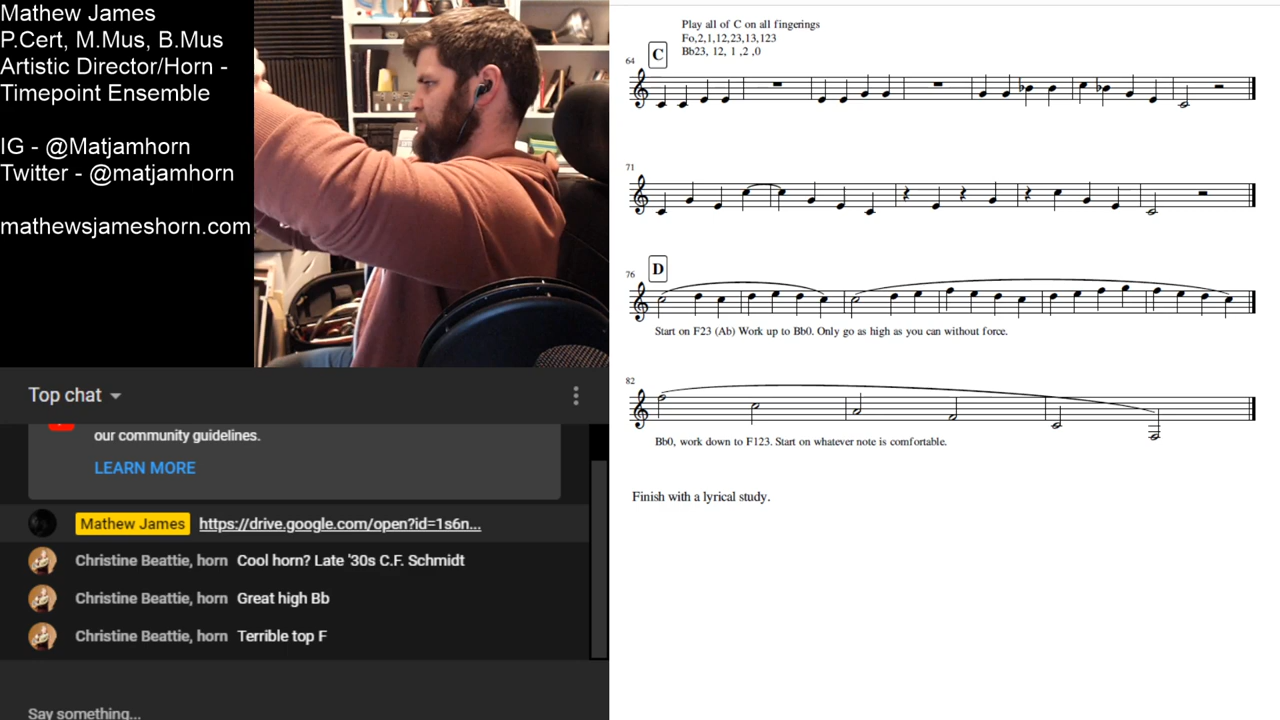 Mathew James
P.Cert, M.Mus, B.Mus
Artistic Director/Horn -
Timepoint Ensemble
IG - @Matjamhorn
Twitter - @matjamhorn
mathewsjameshorn.com
Top chat
our community guidelines.
LEARN MORE
Mathew James https://drive.google.com/open?id=1s6n...
Christine Beattie, horn Cool horn? Late '30s C.F. Schmidt
Christine Beattie, horn Great high Bb
Christine Beattie, horn Terrible top F
Say something...
Play all of C on all fingerings
Fo,2,1,12,23,13,123
Bb23, 12, 1 ,2 ,0
C
64
71
D
76
Start on F23 (Ab) Work up to Bb0. Only go as high as you can without force.
82
Bb0, work down to F123. Start on whatever note is comfortable.
Finish with a lyrical study.